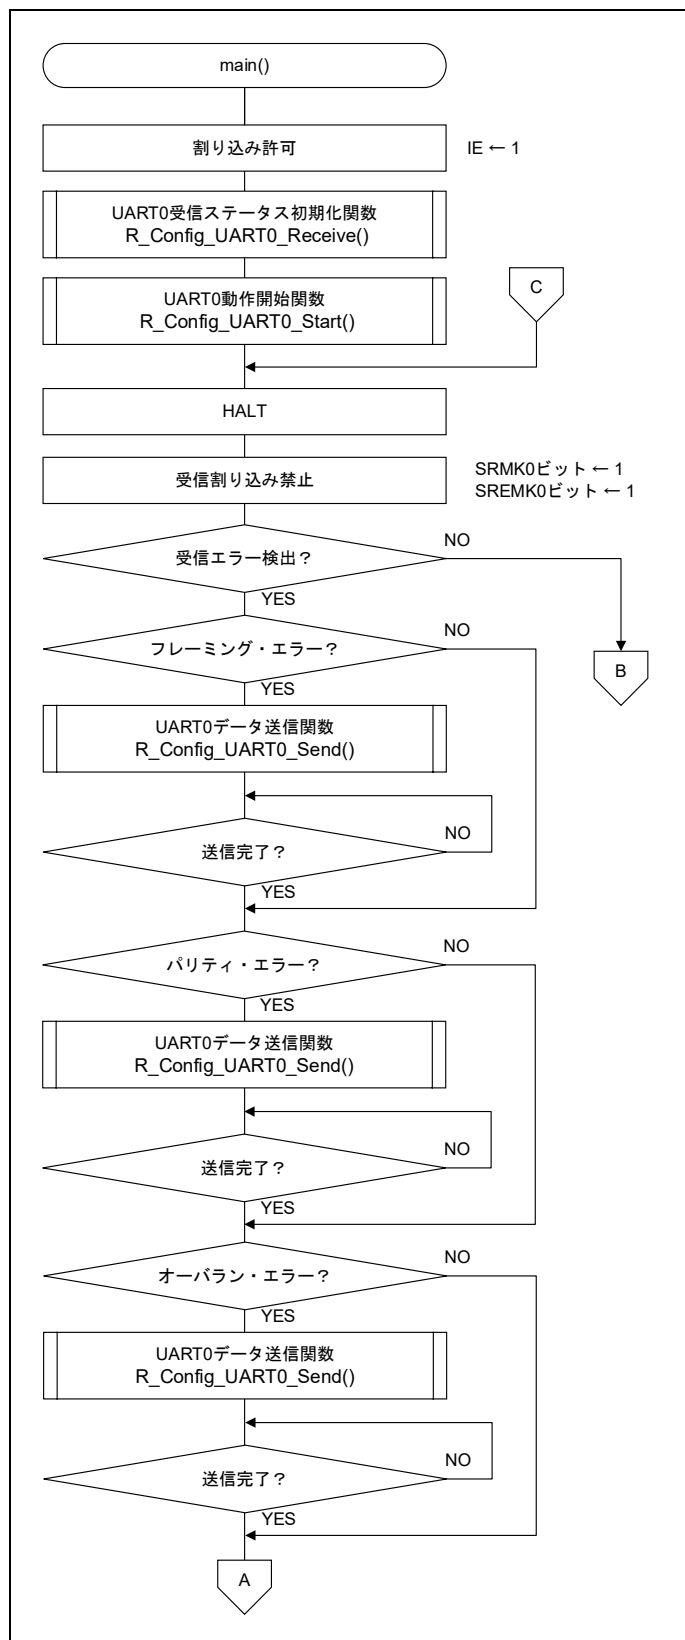 main()
割り込み許可
IE ← 1
UART0受信ステータス初期化関数
R_Config_UART0_Receive()
UART0動作開始関数
R_Config_UART0_Start()
C
HALT
受信割り込み禁止
SRMK0ビット ← 1
SREMK0ビット ← 1
受信エラー検出？
NO
YES
フレーミング・エラー？
NO
B
YES
UART0データ送信関数
R_Config_UART0_Send()
送信完了？
NO
YES
パリティ・エラー？
NO
YES
UART0データ送信関数
R_Config_UART0_Send()
送信完了？
NO
YES
オーバラン・エラー？
NO
YES
UART0データ送信関数
R_Config_UART0_Send()
送信完了？
NO
YES
A